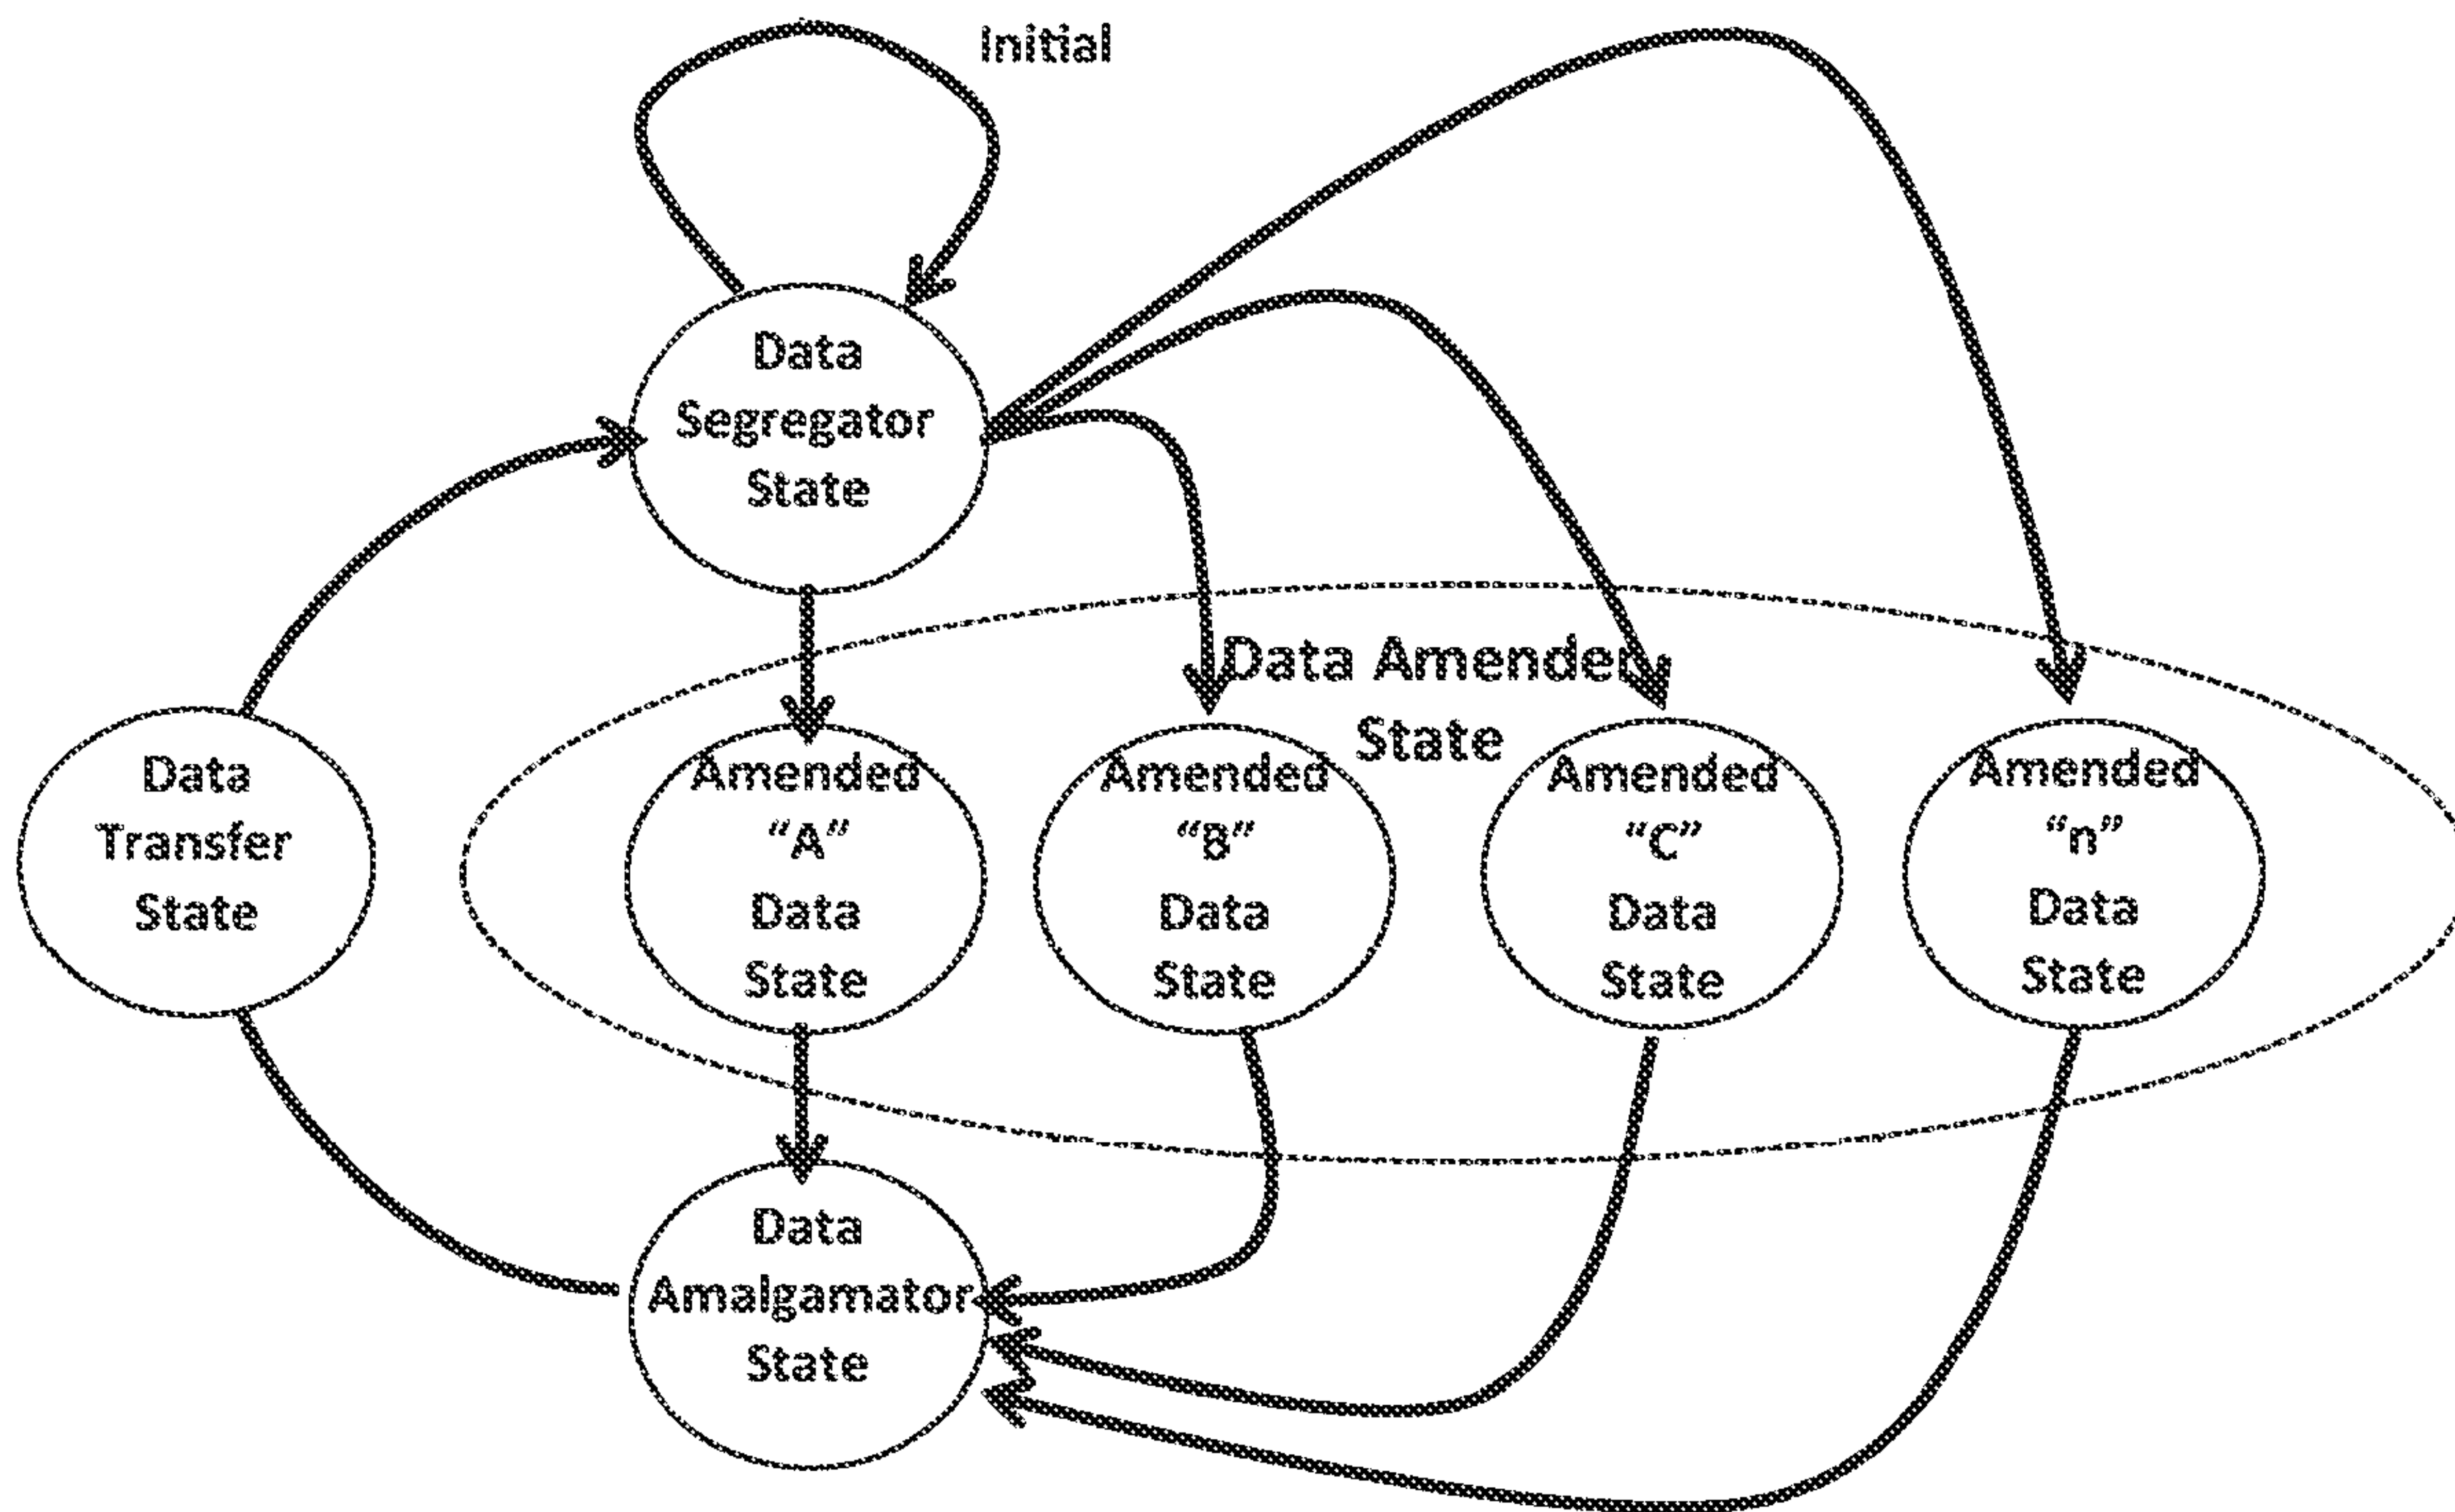 Initial
Data
Segregator
State
Data Amender
State
Data
Transfer
State
Amended
“A”
Data
State
Amended
“B”
Data
State
Amended
“C”
Data
State
Amended
“n”
Data
State
Data
Amalgamator
State